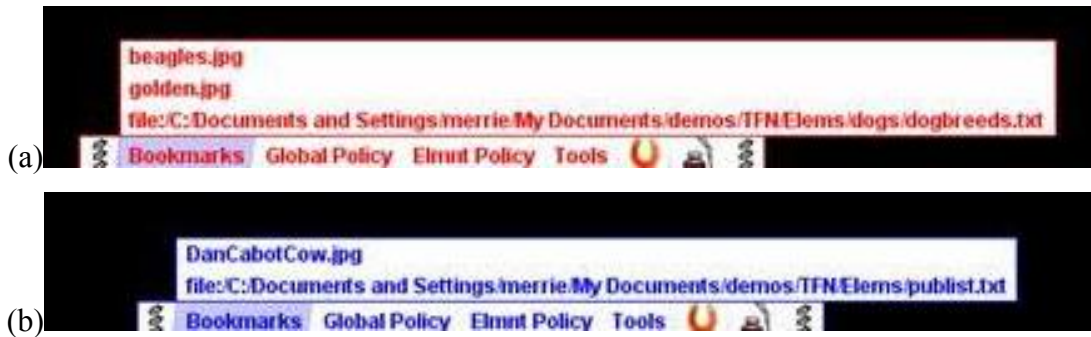 beagles.jpg
golden.jpg
file:/C:/Documents and Settings/merrie/My Documents/demos/TFN/Elems/dogs/dogbreeds.txt
(a) Bookmarks Global Policy Elmnt Policy Tools
DanCabotCow.jpg
file:/C:/Documents and Settings/merrie/My Documents/demos/TFN/Elems/publist.txt
(b) Bookmarks Global Policy Elmnt Policy Tools